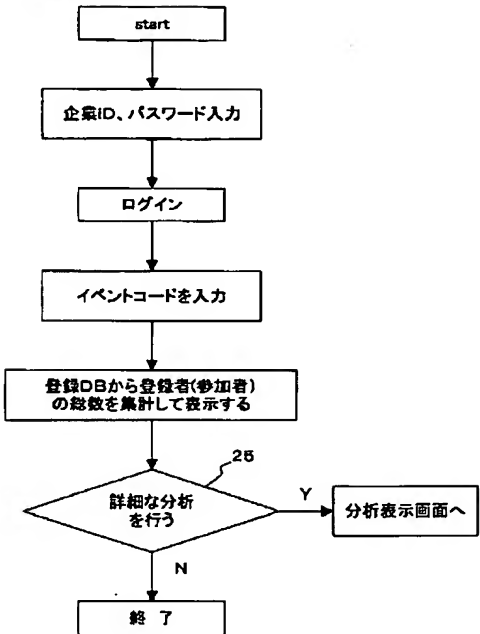 start
企業ID、パスワード入力
ログイン
イベントコードを入力
登録DBから登録者(参加者)
の総数を集計して表示する
詳細な分析
を行う
Y
分析表示画面へ
N
終 了